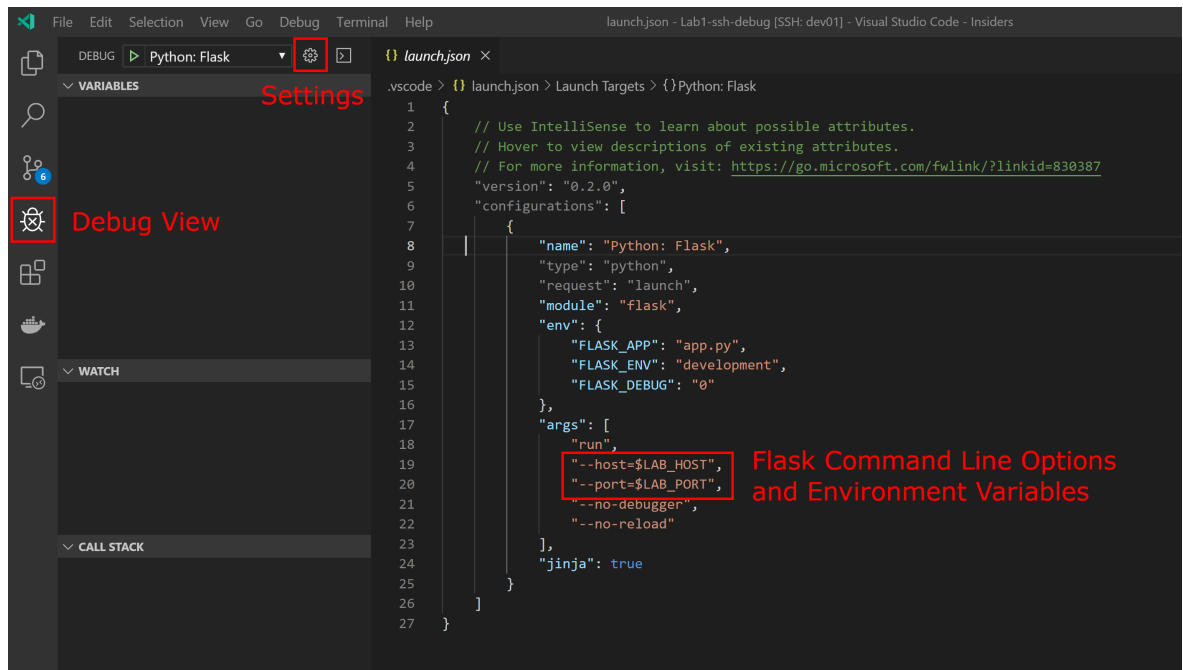 File Edit Selection View Go Debug Terminal Help launch.json - Lab1-ssh-debug [SSH: dev01] - Visual Studio Code - Insiders
DEBUG Python: Flask
{} launch.json ×
VARIABLES
Settings
.vscode > {} launch.json > Launch Targets > {} Python: Flask
1 {
2 // Use IntelliSense to learn about possible attributes.
3 // Hover to view descriptions of existing attributes.
4 // For more information, visit: https://go.microsoft.com/fwlink/?linkid=830387
5 "version": "0.2.0",
6 "configurations": [
7 {
8 "name": "Python: Flask",
9 "type": "python",
10 "request": "launch",
11 "module": "flask",
12 "env": {
13 "FLASK_APP": "app.py",
14 "FLASK_ENV": "development",
15 "FLASK_DEBUG": "0"
16 },
17 "args": [
18 "run",
19 "--host=$LAB_HOST",
20 "--port=$LAB_PORT",
21 "--no-debugger",
22 "--no-reload"
23 ],
24 "jinja": true
25 }
26 ]
27 }
6
Debug View
WATCH
Flask Command Line Options
and Environment Variables
CALL STACK